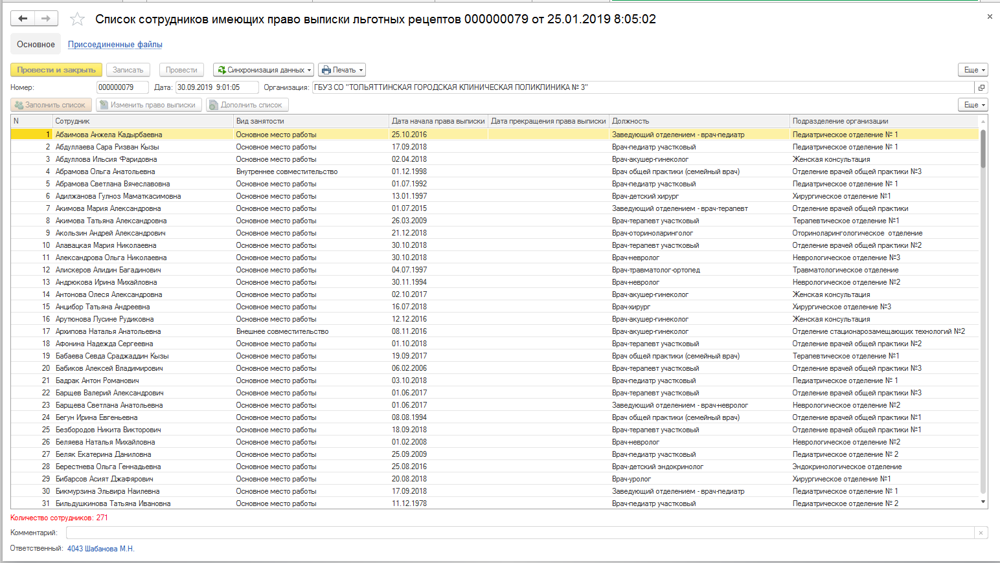 Список сотрудников имеющих право выписки льготных рецептов 000000079 от 25.01.2019 8:05:02
Основное Присоединенные файлы
Провести и закрыть Записать Провести Синхронизация данных Печать Еще
Номер: 000000079 Дата: 30.09.2019 9:01:05 Организация: ГБУЗ СО "ТОЛЬЯТТИНСКАЯ ГОРОДСКАЯ КЛИНИЧЕСКАЯ ПОЛИКЛИНИКА № 3"
Заполнить список Изменить право выписки Дополнить список Еще
N Сотрудник Вид занятости Дата начала права выписки Дата прекращения права выписки Должность Подразделение организации
1 Абаимова Анжела Кадырбаевна Основное место работы 25.10.2016 Заведующий отделением - врач-педиатр Педиатрическое отделение № 1
2 Абдуллаева Сара Ризван Кызы Основное место работы 17.09.2018 Врач-педиатр участковый Педиатрическое отделение № 1
3 Абдуллова Ильсия Фаридовна Основное место работы 02.04.2018 Врач-акушер-гинеколог Женская консультация
4 Абрамова Ольга Анатольевна Внутреннее совместительство 01.12.1998 Врач общей практики (семейный врач) Отделение врачей общей практики №3
5 Абрамова Светлана Вячеславовна Основное место работы 01.07.1992 Врач-педиатр участковый Педиатрическое отделение № 1
6 Адилжанова Гулноз Маматкасимовна Основное место работы 13.01.1997 Врач-детский хирург Хирургическое отделение №1
7 Акимова Мария Александровна Основное место работы 01.07.2015 Заведующий отделением - врач-терапевт Отделение врачей общей практики
8 Акимова Татьяна Александровна Основное место работы 26.03.2009 Врач-терапевт участковый Терапевтическое отделение №1
9 Акользин Андрей Александрович Основное место работы 21.12.2018 Врач-оториноларинголог Оториноларингологическое отделение
10 Алавацкая Мария Николаевна Основное место работы 30.10.2018 Врач-терапевт участковый Отделение врачей общей практики №2
11 Александрова Ольга Николаевна Основное место работы 30.10.2018 Врач-невролог Неврологическое отделение №3
12 Алискеров Алидин Багадинович Основное место работы 04.07.1997 Врач-травматолог-ортопед Травматологическое отделение
13 Андрюкова Ирина Михайловна Основное место работы 30.11.1994 Врач-невролог Неврологическое отделение №2
14 Антонова Олеся Александровна Основное место работы 02.10.2017 Врач-акушер-гинеколог Женская консультация
15 Анцибор Татьяна Андреевна Основное место работы 16.07.2018 Врач-хирург Хирургическое отделение №3
16 Арутюнова Лусине Рудиковна Основное место работы 12.12.2016 Врач-акушер-гинеколог Женская консультация
17 Архипова Наталья Анатольевна Внешнее совместительство 08.11.2016 Врач-акушер-гинеколог Отделение стационарозамещающих технологий №2
18 Афонина Надежда Сергеевна Основное место работы 01.10.2018 Врач-терапевт участковый Отделение врачей общей практики №2
19 Бабаева Севда Сраджаддин Кызы Основное место работы 19.09.2017 Врач общей практики (семейный врач) Терапевтическое отделение №1
20 Бабиков Алексей Владимирович Основное место работы 06.02.2006 Врач-терапевт участковый Отделение врачей общей практики №3
21 Бадрак Антон Романович Основное место работы 03.10.2018 Врач-педиатр участковый Педиатрическое отделение № 1
22 Барщев Валерий Александрович Основное место работы 01.06.2017 Врач-терапевт участковый Отделение врачей общей практики №3
23 Барщева Светлана Анатольевна Основное место работы 01.06.2017 Заведующий отделением - врач-невролог Неврологическое отделение №2
24 Бегун Ирина Евгеньевна Основное место работы 08.08.1994 Врач общей практики (семейный врач) Отделение врачей общей практики №1
25 Безбородов Никита Викторович Основное место работы 18.09.2018 Врач-терапевт участковый Отделение врачей общей практики №1
26 Беляева Наталья Михайловна Основное место работы 01.02.2008 Врач-невролог Неврологическое отделение №2
27 Беляк Екатерина Даниловна Основное место работы 25.09.2009 Врач-педиатр участковый Педиатрическое отделение № 2
28 Берестнева Ольга Геннадьевна Основное место работы 25.08.2016 Врач-детский эндокринолог Эндокринологическое отделение
29 Бибарсов Асият Джафярович Основное место работы 20.08.2018 Врач-уролог Хирургическое отделение №1
30 Бикмурзина Эльвира Наилевна Основное место работы 17.09.2018 Заведующий отделением - врач-педиатр Педиатрическое отделение № 1
31 Бильдушкинова Татьяна Ивановна Основное место работы 11.12.1978 Врач-педиатр участковый Педиатрическое отделение № 2
Количество сотрудников: 271
Комментарий:
Ответственный: 4043 Шабанова М.Н.